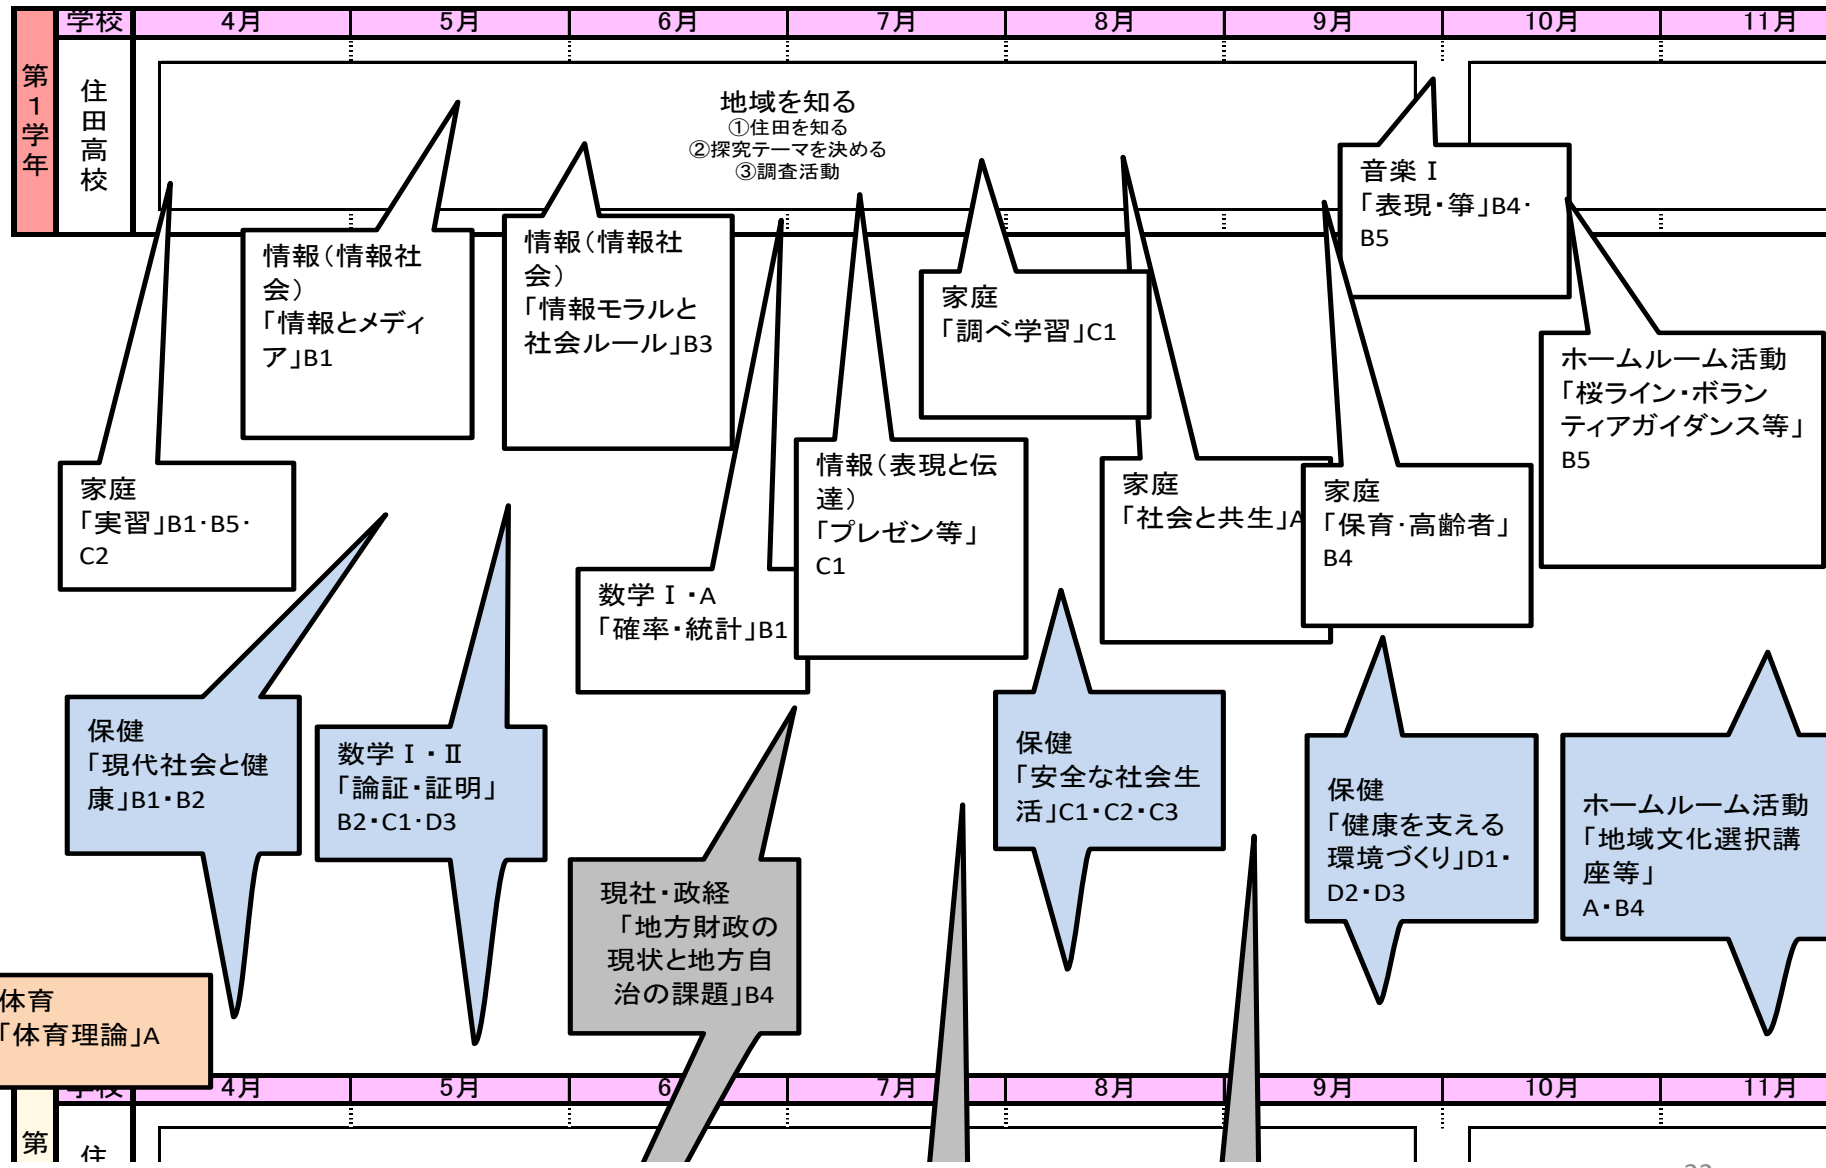 学校 4月 5月 6月 7月 8月 9月 10月 11月
第1学年
住田高校
地域を知る
①住田を知る
②探究テーマを決める
③調査活動
音楽Ⅰ
「表現・箏」B4・
B5
情報（情報社
会）
「情報とメディ
ア」B1
情報（情報社
会）
「情報モラルと
社会ルール」B3
家庭
「調べ学習」C1
ホームルーム活動
「桜ライン・ボラン
ティアガイダンス等」
B5
家庭
「実習」B1・B5・
C2
情報（表現と伝
達）
「プレゼン等」
C1
家庭
「社会と共生」A
家庭
「保育・高齢者」
B4
数学Ⅰ・A
「確率・統計」B1
保健
「現代社会と健
康」B1・B2
数学Ⅰ・Ⅱ
「論証・証明」
B2・C1・D3
保健
「安全な社会生
活」C1・C2・C3
保健
「健康を支える
環境づくり」D1・
D2・D3
ホームルーム活動
「地域文化選択講
座等」
A・B4
現社・政経
「地方財政の
現状と地方自
治の課題」B4
体育
「体育理論」A
学校 4月 5月 6 7月 8月 9月 10月 11月
第
住